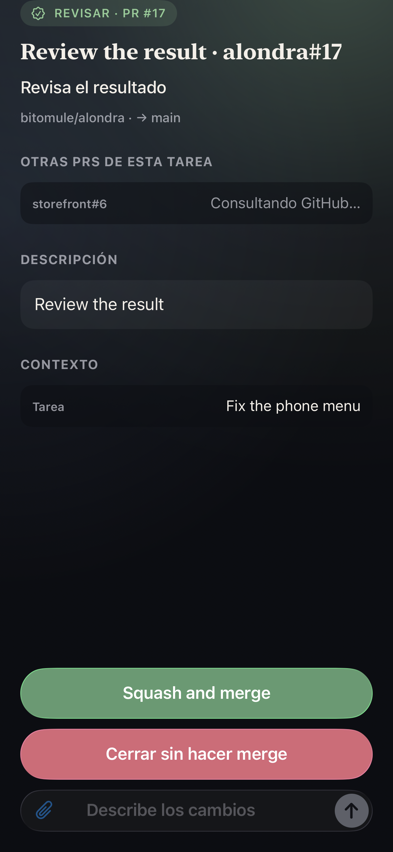 REVISAR · PR #17
Review the result · alondra#17
Revisa el resultado
bitomule/alondra · → main
OTRAS PRS DE ESTA TAREA
storefront#6 Consultando GitHub...
DESCRIPCIÓN
Review the result
CONTEXTO
Tarea Fix the phone menu
Squash and merge
Cerrar sin hacer merge
Describe los cambios